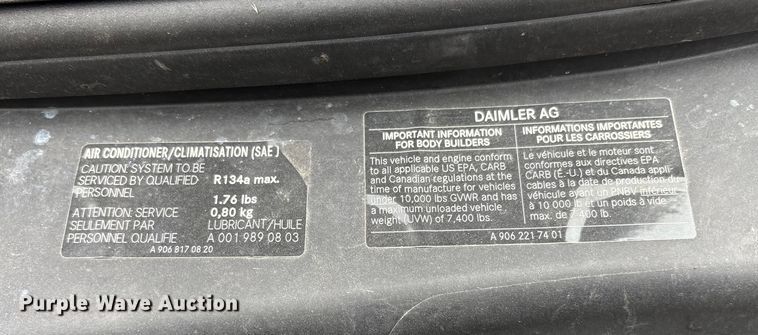 AIR CONDITIONER/CLIMATISATION (SAE)
CAUTION SYSTEM TO BE
SERVICED BY QUALIFIED R134a max.
PERSONNEL 1.76 lbs
ATTENTION SERVICE 0,80 kg
SEULEMENT PAR LUBRICANT/HUILE
PERSONNEL QUALIFIE A 001 989 08 03
A 906 817 08 20
DAIMLER AG
IMPORTANT INFORMATION
FOR BODY BUILDERS
This vehicle and engine conform
to all applicable US EPA, CARB
and Canadian regulations at the
time of manufacture for vehicles
under 10,000 lbs GVWR and has
a maximum unloaded vehicle
weight (UVW) of 7,400 lbs.
INFORMATIONS IMPORTANTES
POUR LES CARROSSIERS
Le véhicule et le moteur sont
conformes aux directives EPA
CARB (É.-U.) et du Canada appli-
cables à la date de production du
véhicule ayant un PNBV inférieur
à 10 000 lb et un poids à vide
max. de 7 400 lb.
A 906 221 74 01
Purple Wave Auction